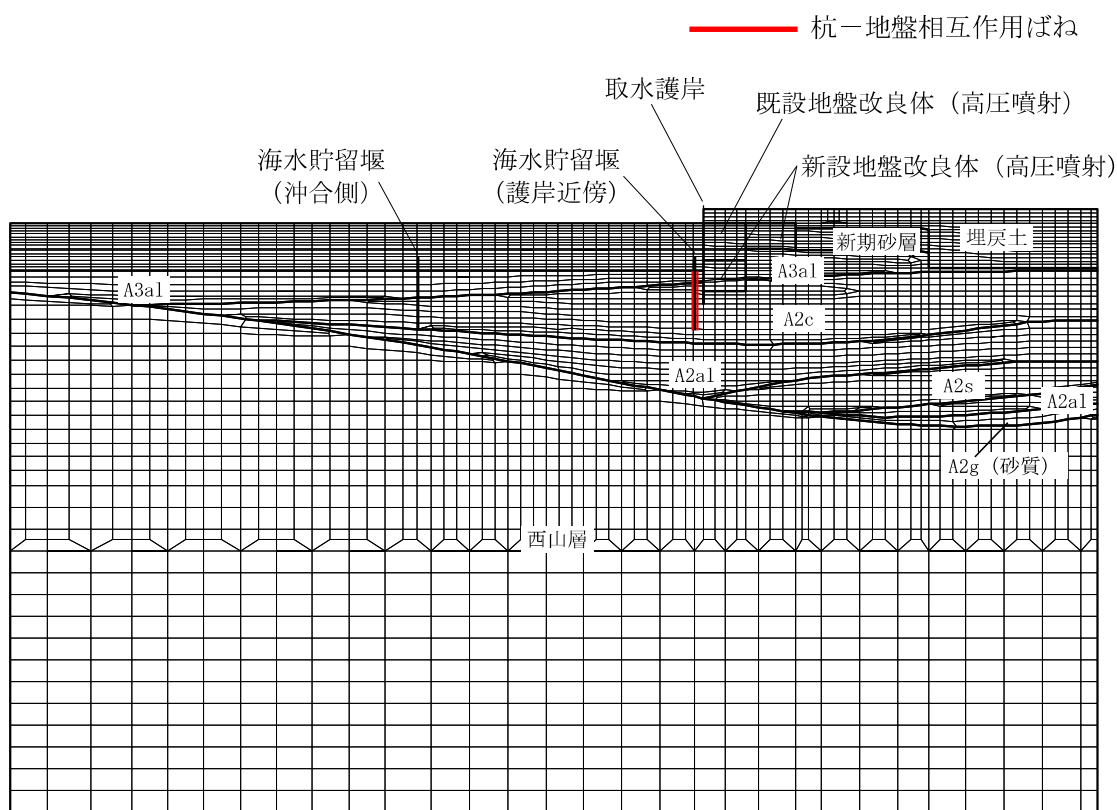 杭－地盤相互作用ばね
取水護岸
既設地盤改良体（高圧噴射）
海水貯留堰
（沖合側）
海水貯留堰
（護岸近傍）
新設地盤改良体（高圧噴射）
新期砂層
埋戻土
A3al
A3al
A2c
A2al
A2s
A2al
A2g（砂質）
西山層